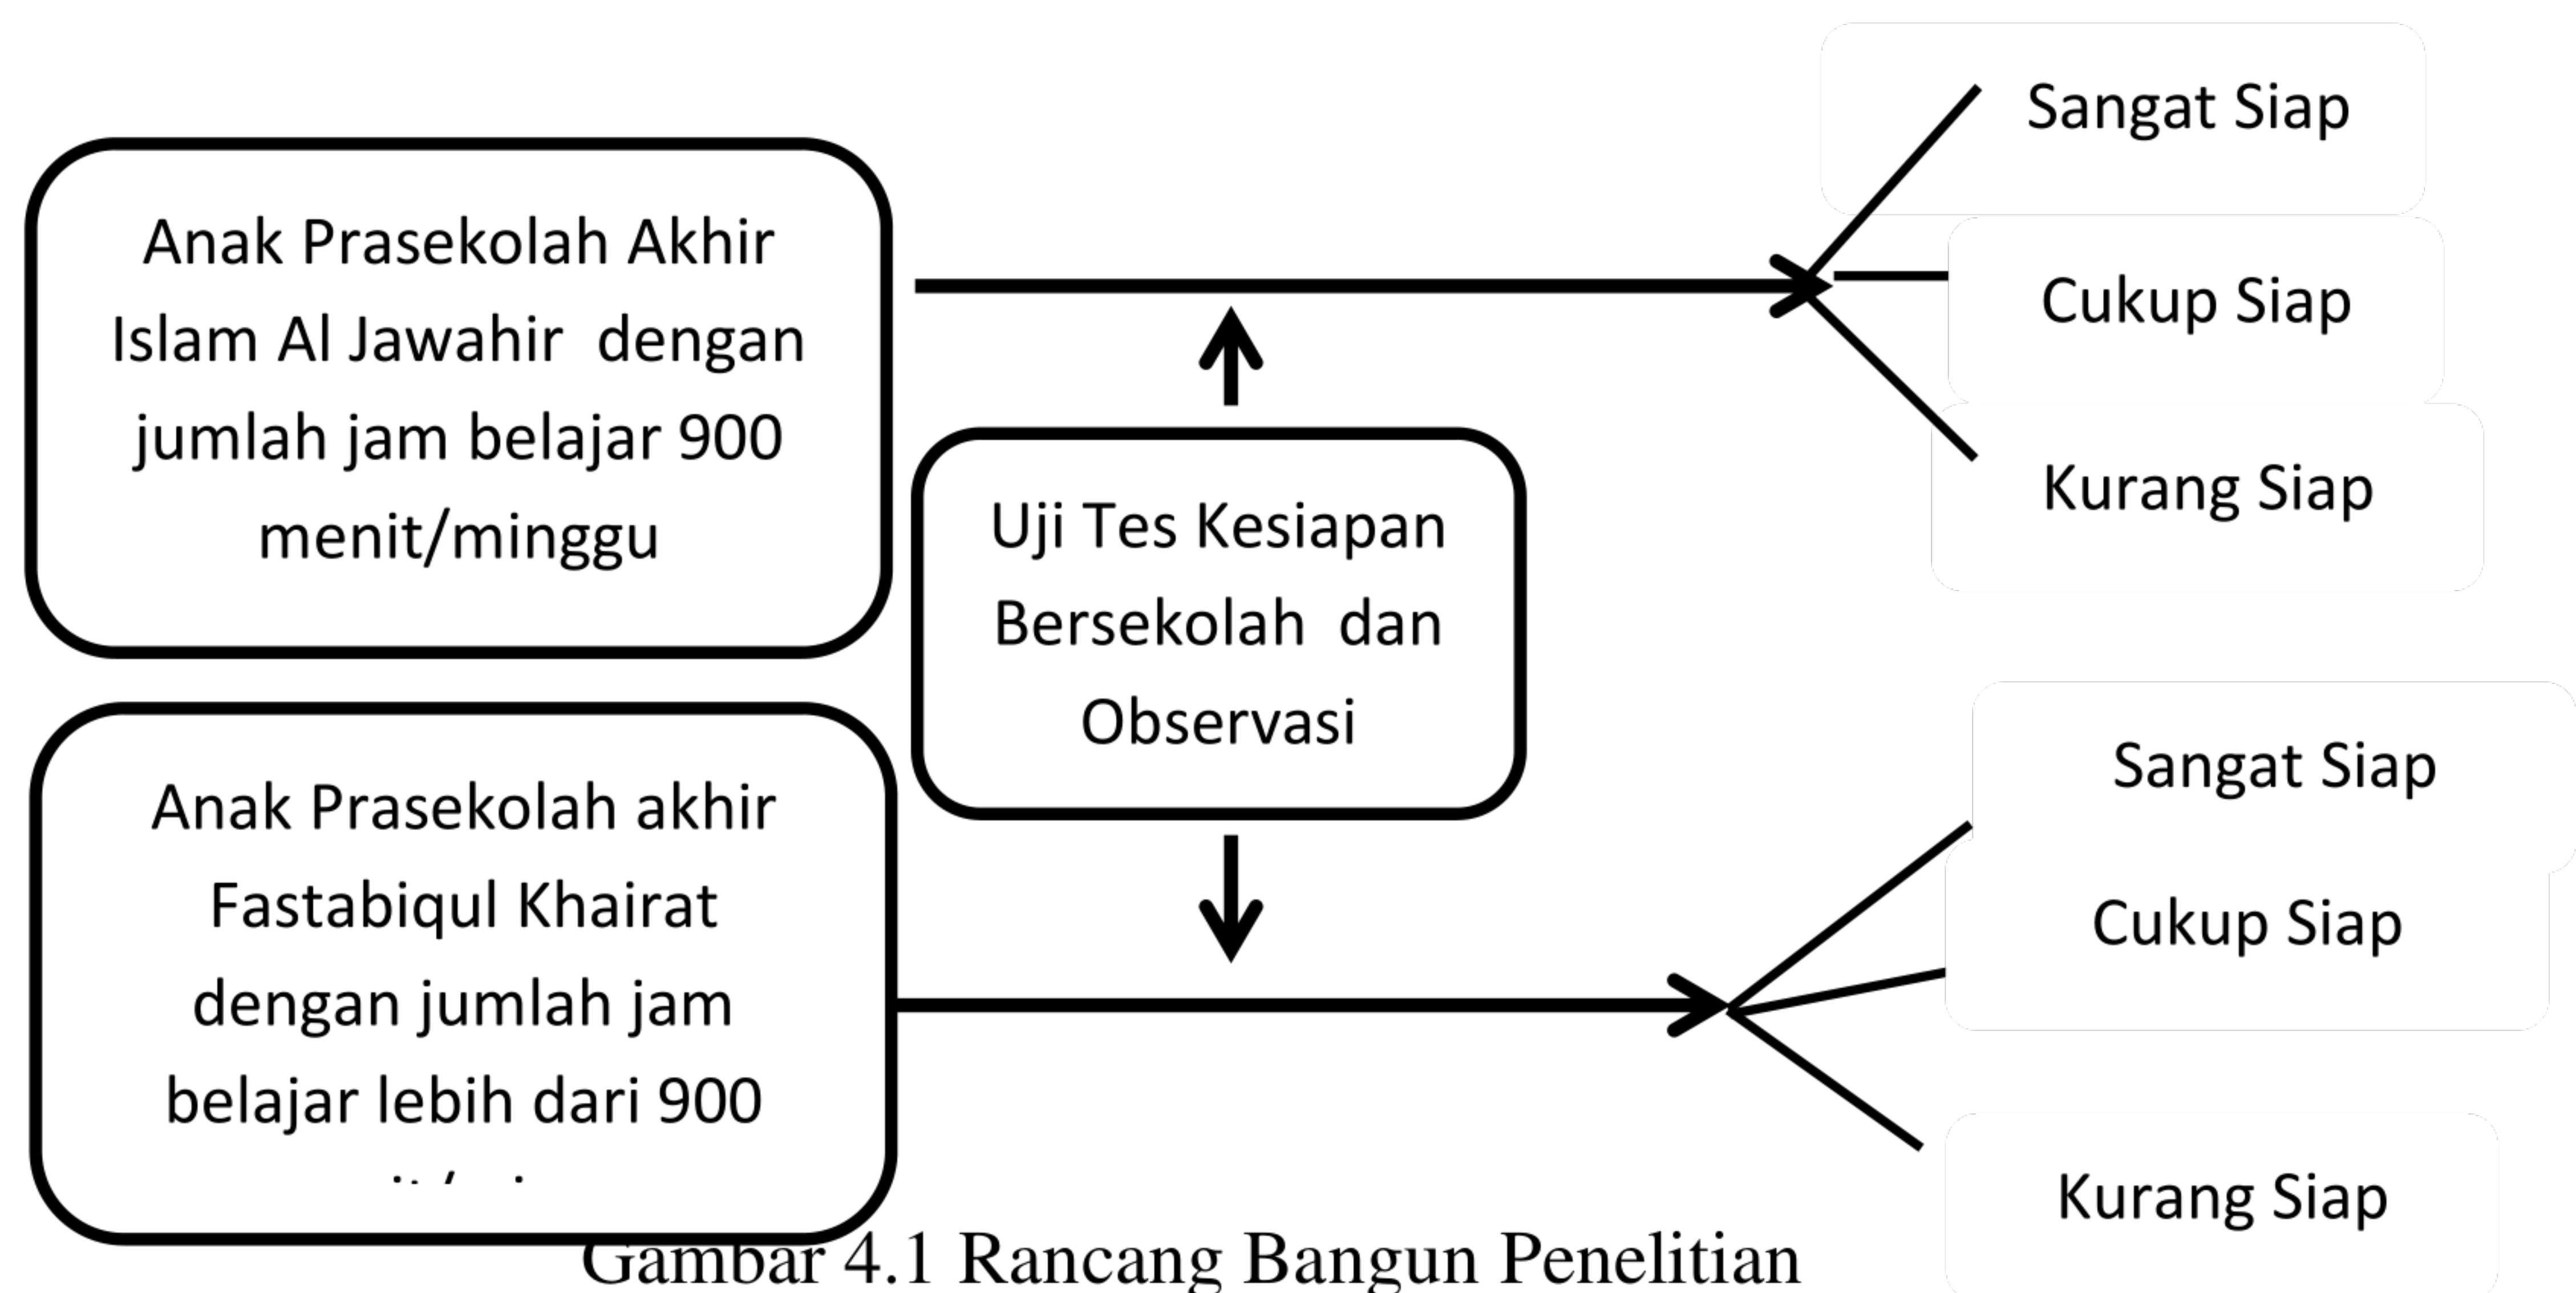 Anak Prasekolah Akhir
Islam Al Jawahir dengan
jumlah jam belajar 900
menit/minggu
Uji Tes Kesiapan
Bersekolah dan
Observasi
Sangat Siap
Cukup Siap
Kurang Siap
Anak Prasekolah akhir
Fastabiqul Khairat
dengan jumlah jam
belajar lebih dari 900
Sangat Siap
Cukup Siap
Kurang Siap
Gambar 4.1 Rancang Bangun Penelitian